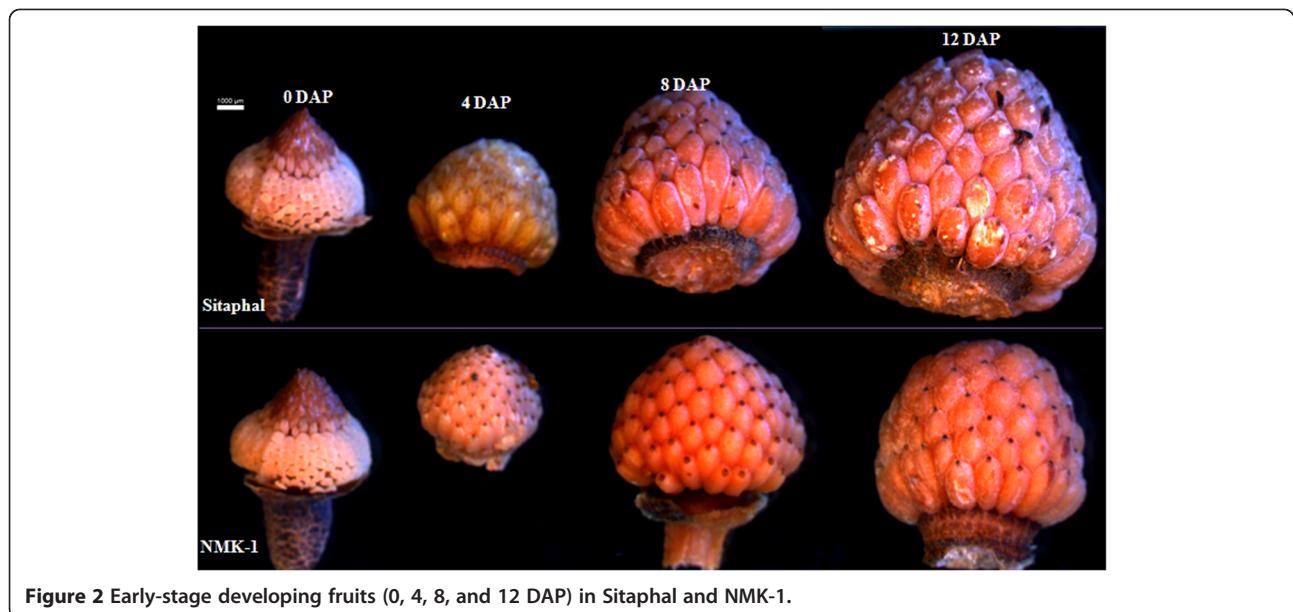 0 DAP
4 DAP
8 DAP
12 DAP
1000 µm
Sitaphal
NMK-1
Figure 2 Early-stage developing fruits (0, 4, 8, and 12 DAP) in Sitaphal and NMK-1.